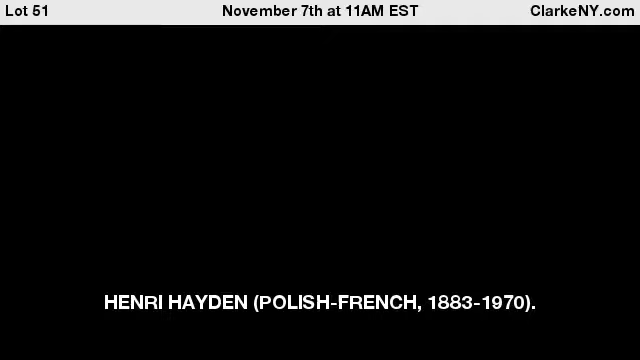 Lot 51 November 7th at 11AM EST ClarkeNY.com
HENRI HAYDEN (POLISH-FRENCH, 1883-1970).